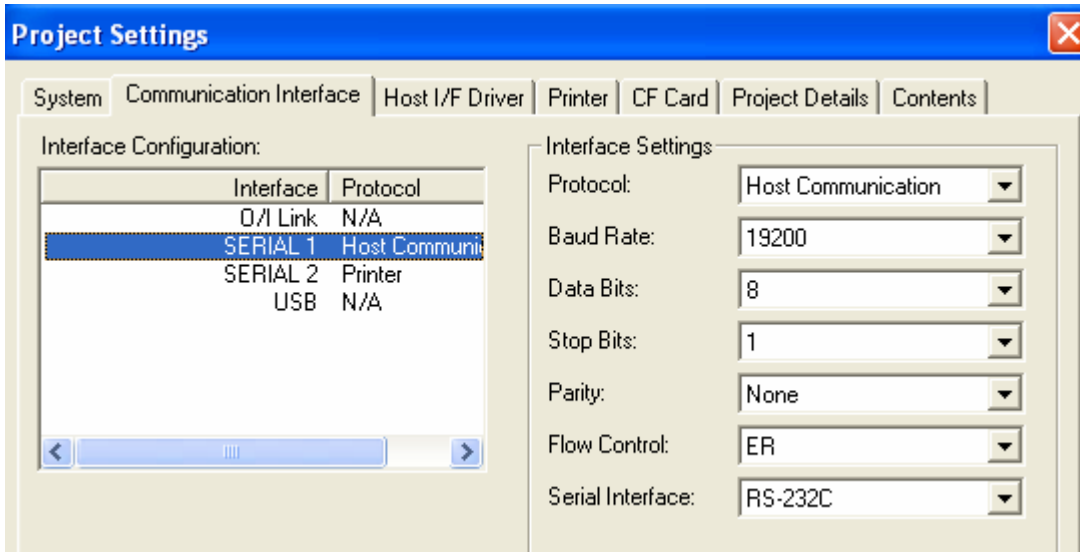 Project Settings
System Communication Interface Host I/F Driver Printer CF Card Project Details Contents
Interface Configuration:
Interface Protocol
O/I Link N/A
SERIAL 1 Host Communi
SERIAL 2 Printer
USB N/A
Interface Settings
Protocol: Host Communication
Baud Rate: 19200
Data Bits: 8
Stop Bits: 1
Parity: None
Flow Control: ER
Serial Interface: RS-232C